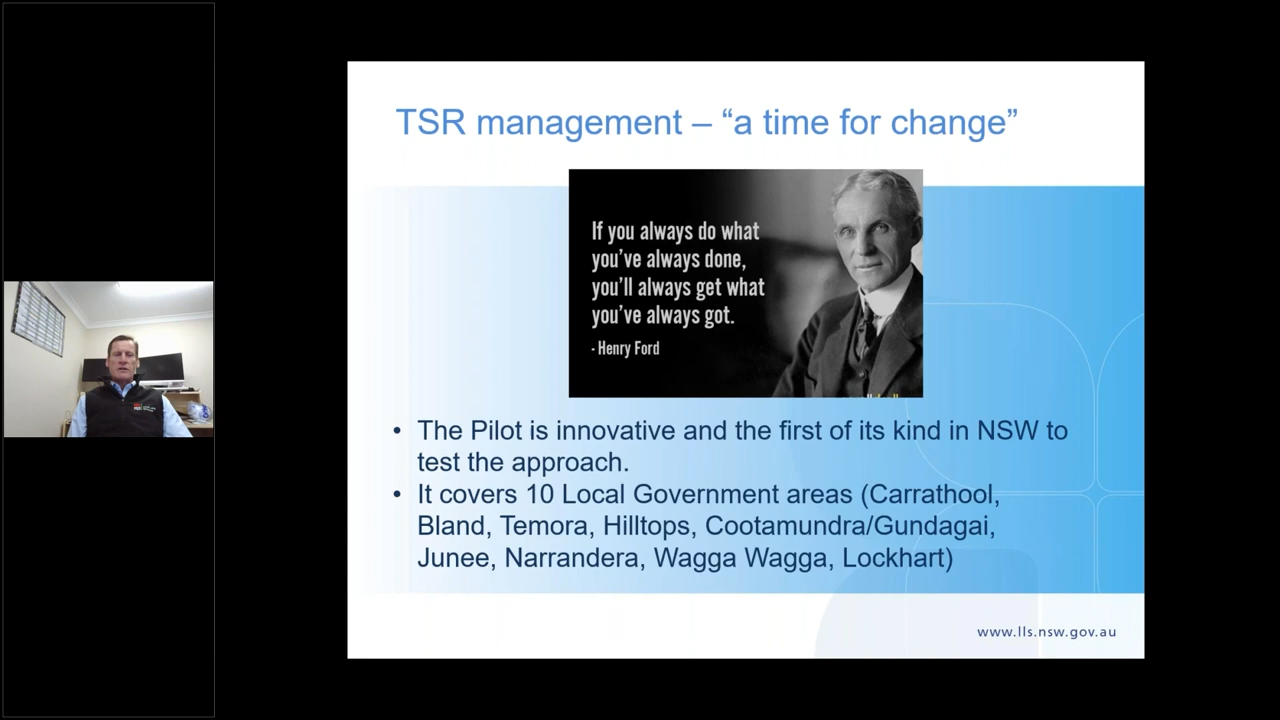 TSR management – “a time for change”
If you always do what
you’ve always done,
you’ll always get what
you’ve always got.
- Henry Ford
• The Pilot is innovative and the first of its kind in NSW to
test the approach.
• It covers 10 Local Government areas (Carrathool,
Bland, Temora, Hilltops, Cootamundra/Gundagai,
Junee, Narrandera, Wagga Wagga, Lockhart)
www.lls.nsw.gov.au